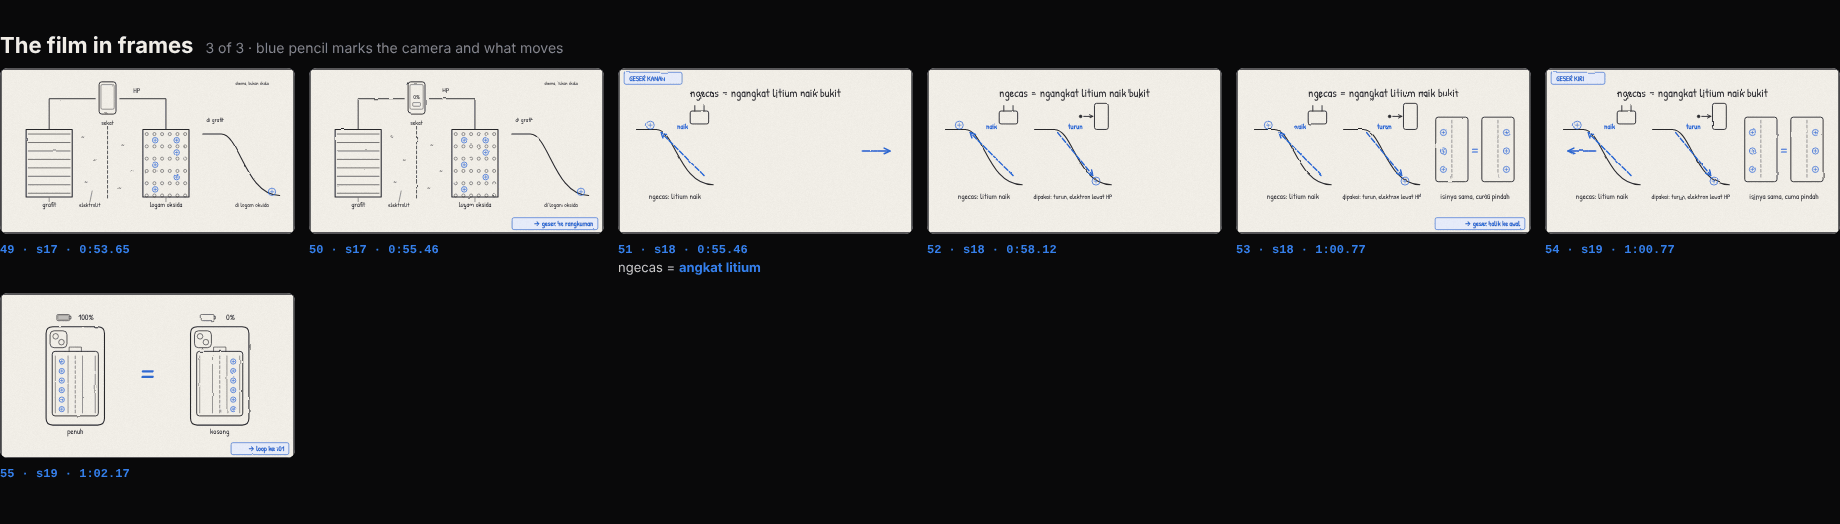 The film in frames 3 of 3 · blue pencil marks the camera and what moves
skema, bukan skala
HP
sekat
di grafit
grafit
elektrolit
logam oksida
di logam oksida
49 · s17 · 0:53.65
skema, bukan skala
0%
HP
sekat
di grafit
grafit
elektrolit
logam oksida
di logam oksida
→ geser ke rangkuman
50 · s17 · 0:55.46
GESER KANAN
ngecas = ngangkat litium naik bukit
naik
ngecas: litium naik
51 · s18 · 0:55.46
ngecas = angkat litium
ngecas = ngangkat litium naik bukit
naik
turun
ngecas: litium naik
dipakai: turun, elektron lewat HP
52 · s18 · 0:58.12
ngecas = ngangkat litium naik bukit
naik
turun
=
ngecas: litium naik
dipakai: turun, elektron lewat HP
isinya sama, cuma pindah
→ geser balik ke awal
53 · s18 · 1:00.77
GESER KIRI
ngecas = ngangkat litium naik bukit
naik
turun
=
ngecas: litium naik
dipakai: turun, elektron lewat HP
isinya sama, cuma pindah
54 · s19 · 1:00.77
100%
0%
=
penuh
kosong
→ loop ke s01
55 · s19 · 1:02.17